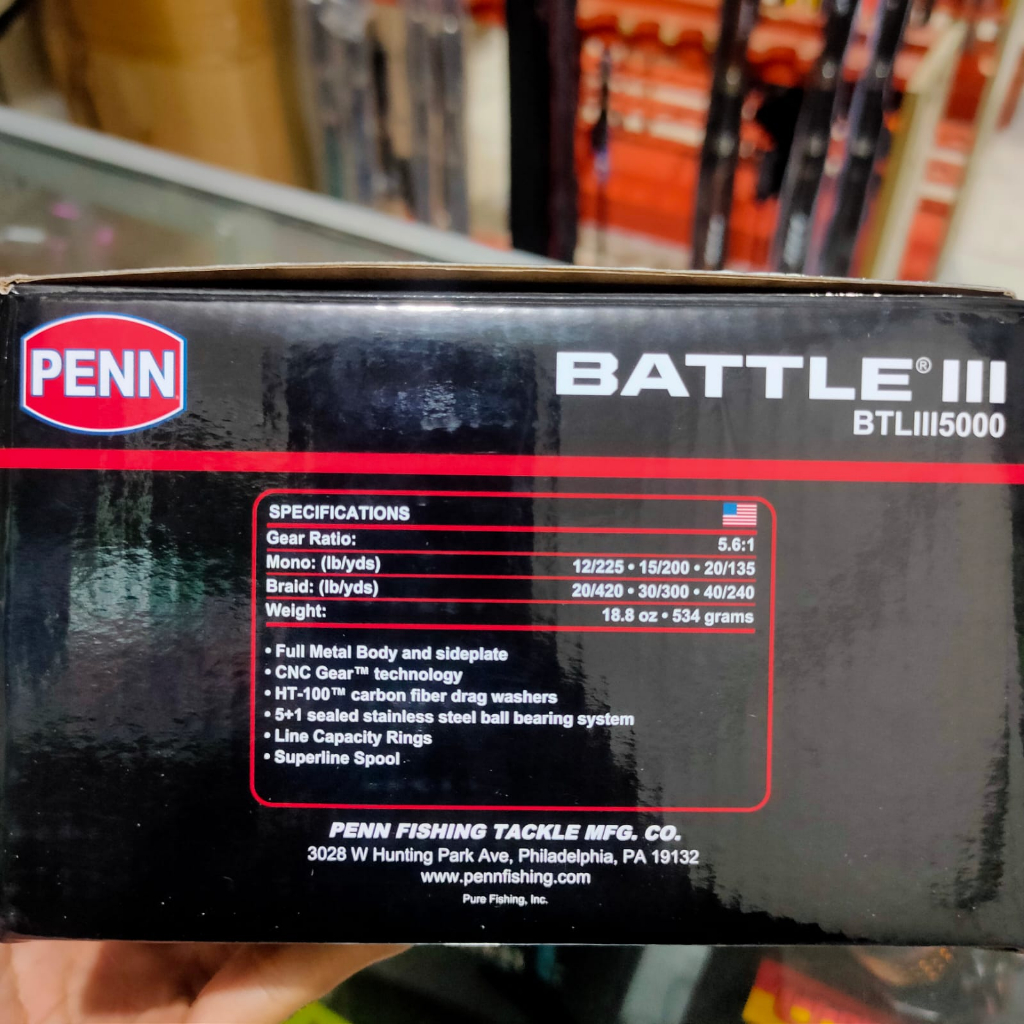 PENN
BATTLE® III
BTLIII5000
SPECIFICATIONS
Gear Ratio: 5.6:1
Mono: (lb/yds) 12/225 • 15/200 • 20/135
Braid: (lb/yds) 20/420 • 30/300 • 40/240
Weight: 18.8 oz • 534 grams
• Full Metal Body and sideplate
• CNC Gear™ technology
• HT-100™ carbon fiber drag washers
• 5+1 sealed stainless steel ball bearing system
• Line Capacity Rings
• Superline Spool
PENN FISHING TACKLE MFG. CO.
3028 W Hunting Park Ave, Philadelphia, PA 19132
www.pennfishing.com
Pure Fishing, Inc.